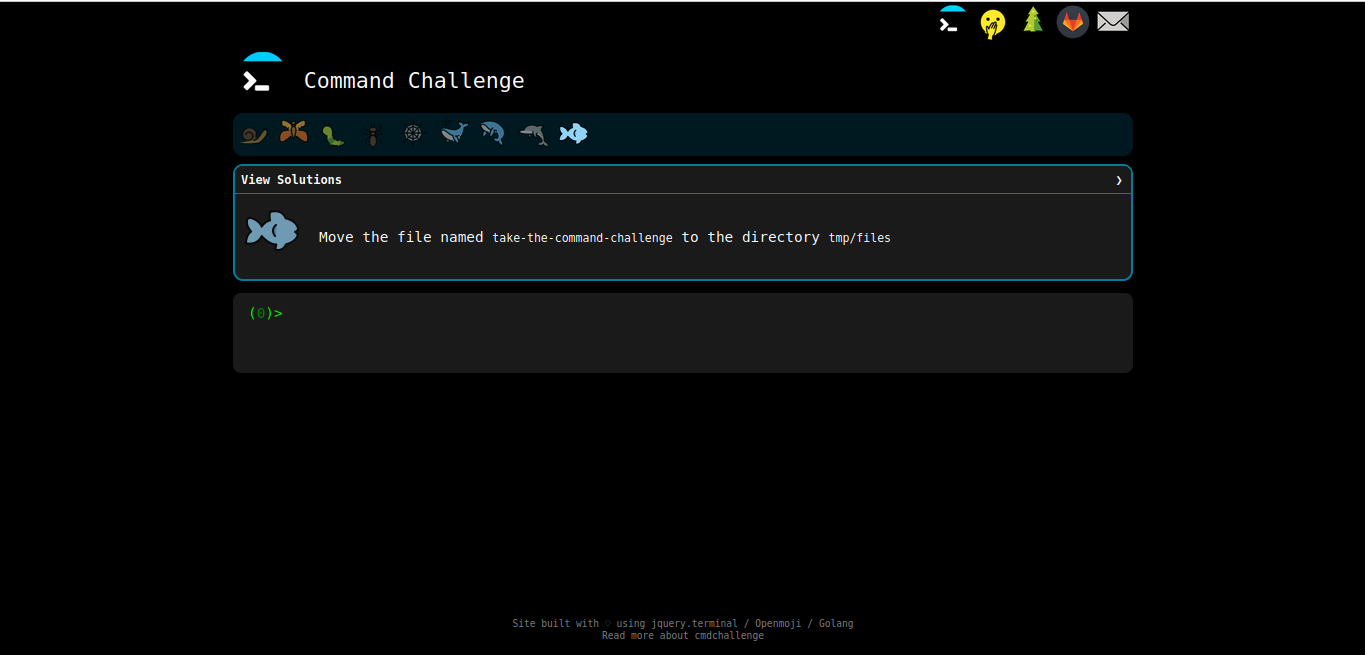 Command Challenge
View Solutions ❯
Move the file named take-the-command-challenge to the directory tmp/files
(0)>
Site built with ♡ using jquery.terminal / Openmoji / Golang
Read more about cmdchallenge